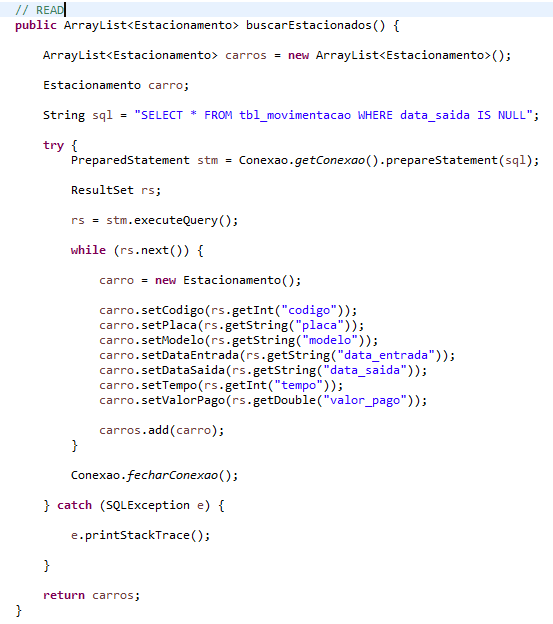 // READ
public ArrayList<Estacionamento> buscarEstacionados() {
ArrayList<Estacionamento> carros = new ArrayList<Estacionamento>();
Estacionamento carro;
String sql = "SELECT * FROM tbl_movimentacao WHERE data_saida IS NULL";
try {
PreparedStatement stm = Conexao.getConexao().prepareStatement(sql);
ResultSet rs;
rs = stm.executeQuery();
while (rs.next()) {
carro = new Estacionamento();
carro.setCodigo(rs.getInt("codigo"));
carro.setPlaca(rs.getString("placa"));
carro.setModelo(rs.getString("modelo"));
carro.setDataEntrada(rs.getString("data_entrada"));
carro.setDataSaida(rs.getString("data_saida"));
carro.setTempo(rs.getInt("tempo"));
carro.setValorPago(rs.getDouble("valor_pago"));
carros.add(carro);
}
Conexao.fecharConexao();
} catch (SQLException e) {
e.printStackTrace();
}
return carros;
}